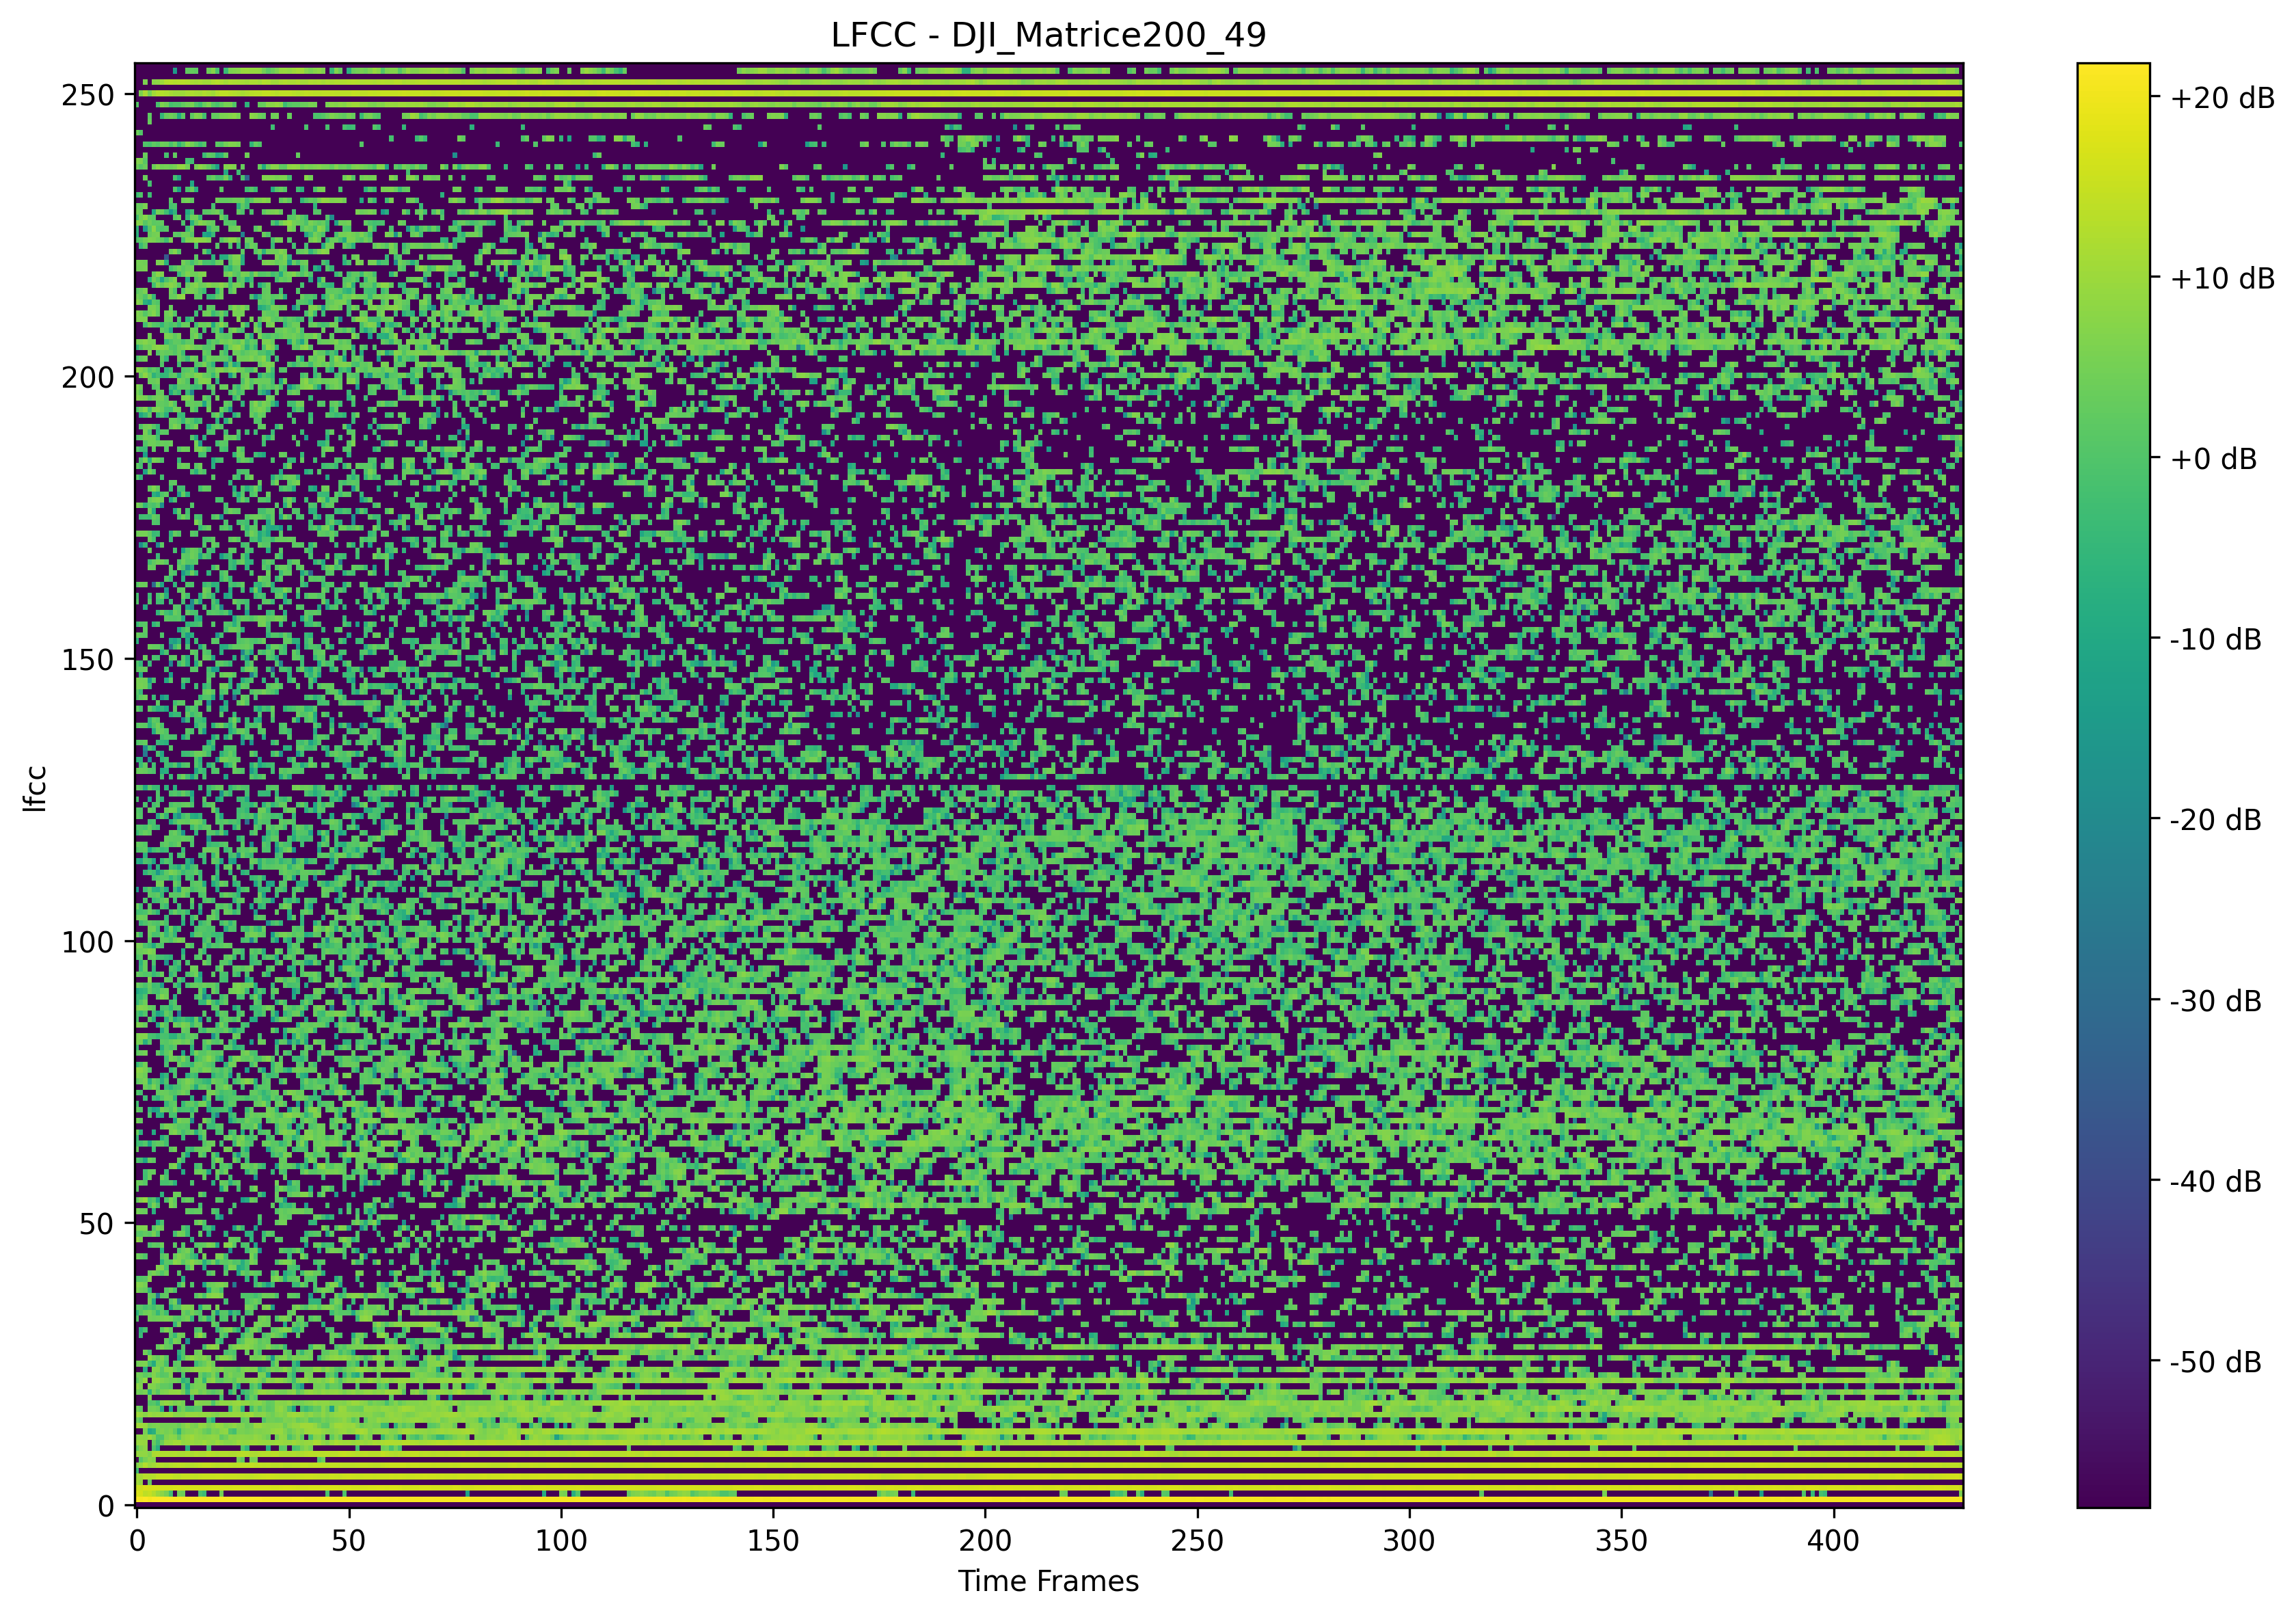 LFCC - DJI_Matrice200_49
250
200
150
100
50
0
lfcc
0 50 100 150 200 250 300 350 400
Time Frames
+20 dB
+10 dB
+0 dB
-10 dB
-20 dB
-30 dB
-40 dB
-50 dB